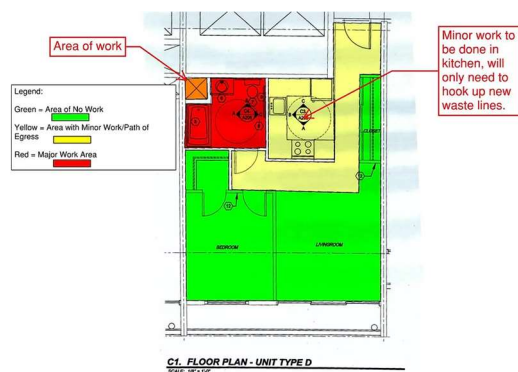 Area of work
Minor work to
be done in
kitchen, will
only need to
hook up new
waste lines.
Legend:
Green = Area of No Work
Yellow = Area with Minor Work/Path of
Egress
Red = Major Work Area
CLOSET
BEDROOM
LIVINGROOM
C1. FLOOR PLAN - UNIT TYPE D